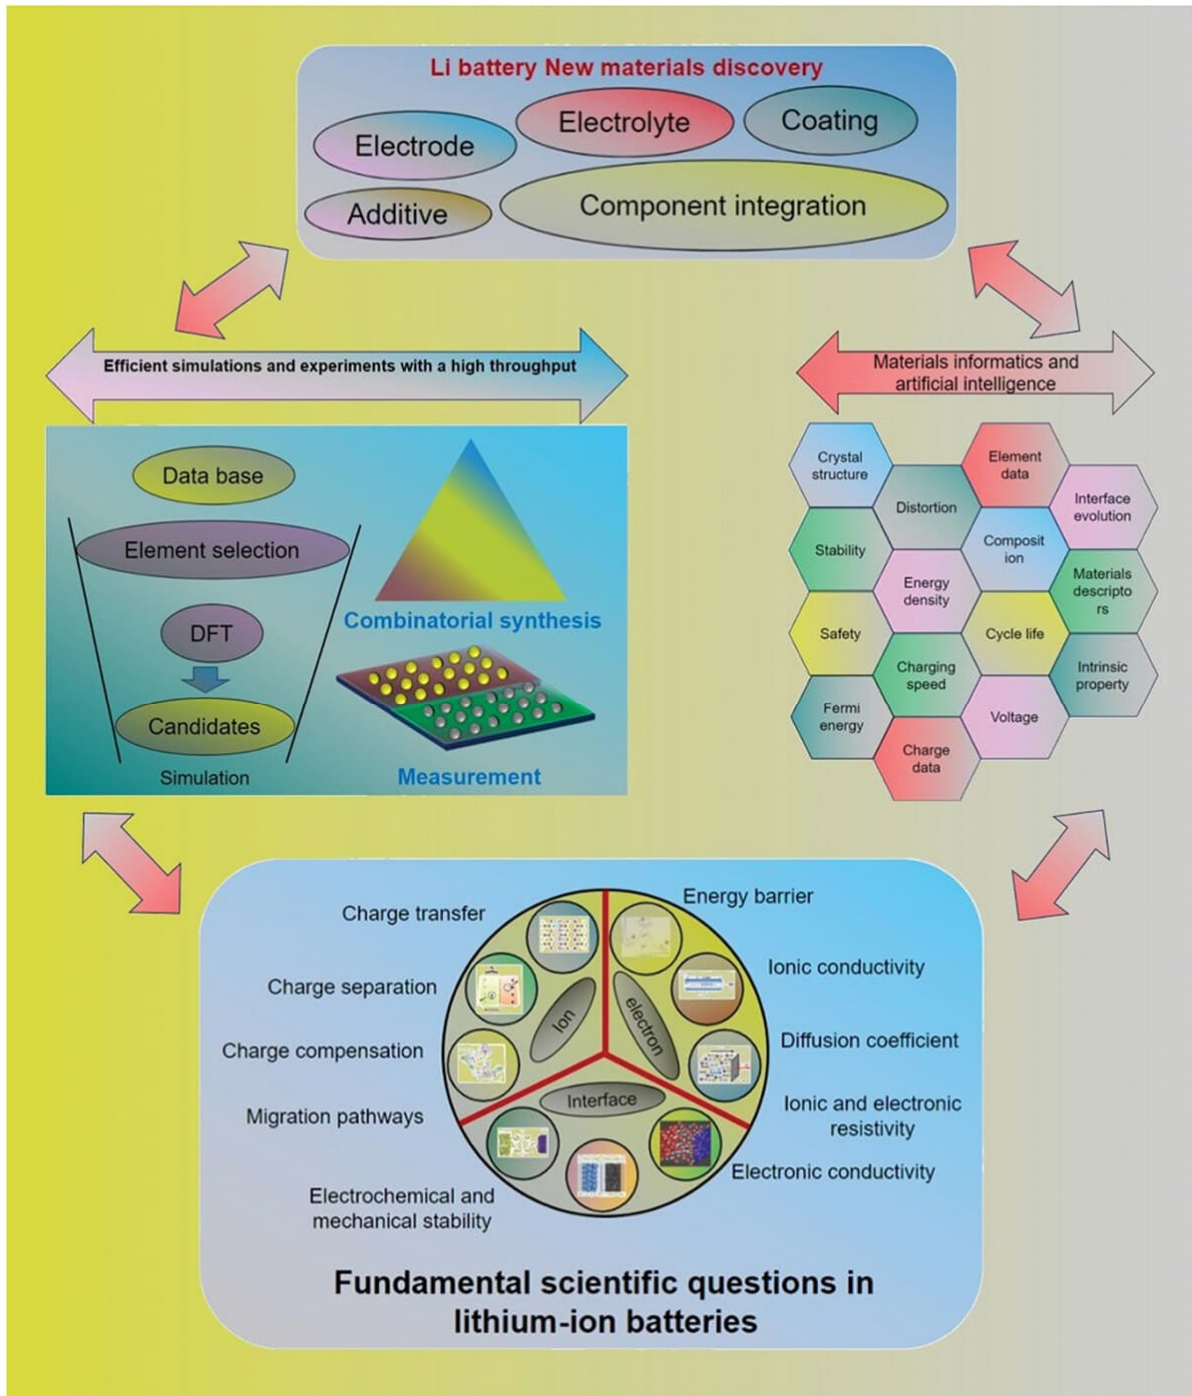 Li battery New materials discovery
Electrode
Electrolyte
Coating
Additive
Component integration
Efficient simulations and experiments with a high throughput
Data base
Element selection
DFT
Candidates
Simulation
Combinatorial synthesis
Measurement
Materials informatics and
artificial intelligence
Crystal
structure
Element
data
Distortion
Interface
evolution
Stability
Composit
ion
Energy
density
Materials
descripto
rs
Safety
Cycle life
Charging
speed
Intrinsic
property
Fermi
energy
Voltage
Charge
data
Charge transfer
Charge separation
Charge compensation
Migration pathways
Electrochemical and
mechanical stability
Ion
electron
Interface
Energy barrier
Ionic conductivity
Diffusion coefficient
Ionic and electronic
resistivity
Electronic conductivity
Fundamental scientific questions in
lithium-ion batteries